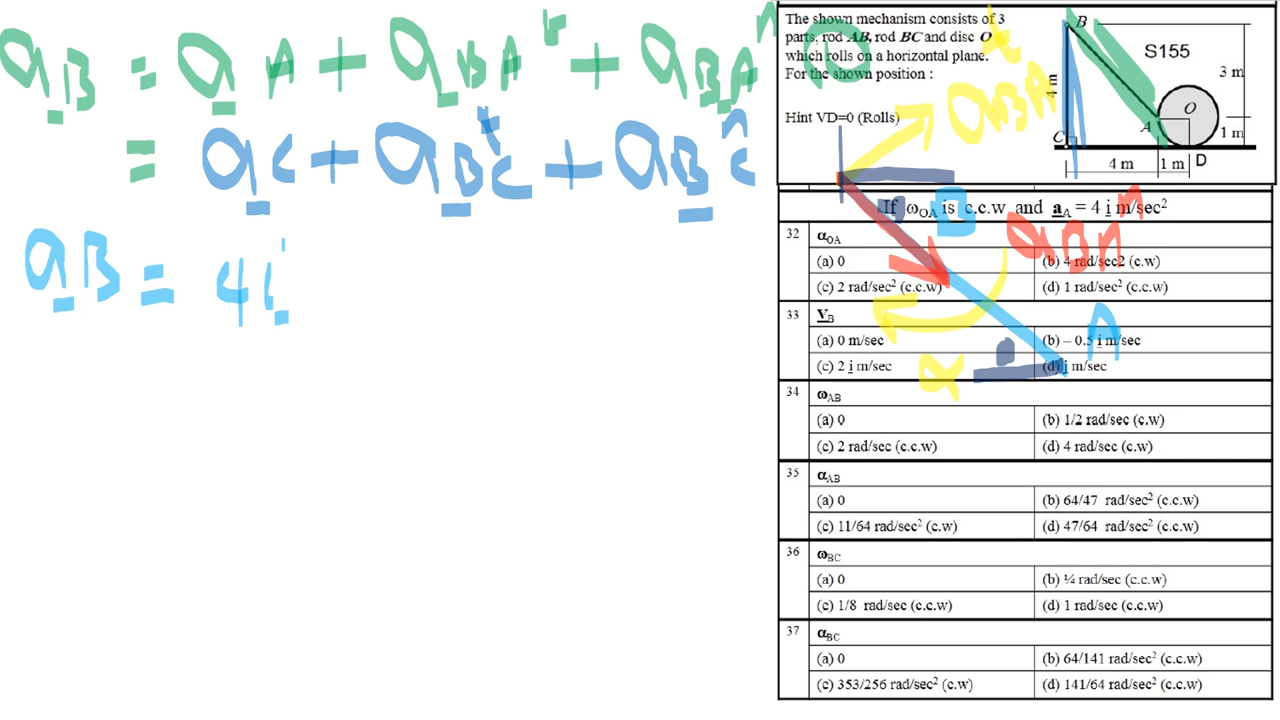 aB = aA + aBA^t + aBA^n
= aC + aBC^t + aBC^n
aB = 4i
The shown mechanism consists of 3
parts, rod AB, rod BC and disc O
which rolls on a horizontal plane.
For the shown position :
Hint VD=0 (Rolls)
B
S155
3 m
4 m
O
A
1 m
C
4 m
1 m
D
aBA^t
B
A
aBn^n
α
If ωOA is c.c.w and aA = 4 i m/sec²
32
αOA
(a) 0
(b) 4 rad/sec2 (c.w)
(c) 2 rad/sec² (c.c.w)
(d) 1 rad/sec² (c.c.w)
33
VB
(a) 0 m/sec
(b) – 0.5 i m/sec
(c) 2 i m/sec
(d) i m/sec
34
ωAB
(a) 0
(b) 1/2 rad/sec (c.w)
(c) 2 rad/sec (c.c.w)
(d) 4 rad/sec (c.w)
35
αAB
(a) 0
(b) 64/47 rad/sec² (c.c.w)
(c) 11/64 rad/sec² (c.w)
(d) 47/64 rad/sec² (c.c.w)
36
ωBC
(a) 0
(b) ¼ rad/sec (c.c.w)
(c) 1/8 rad/sec (c.c.w)
(d) 1 rad/sec (c.c.w)
37
αBC
(a) 0
(b) 64/141 rad/sec² (c.c.w)
(c) 353/256 rad/sec² (c.w)
(d) 141/64 rad/sec² (c.c.w)